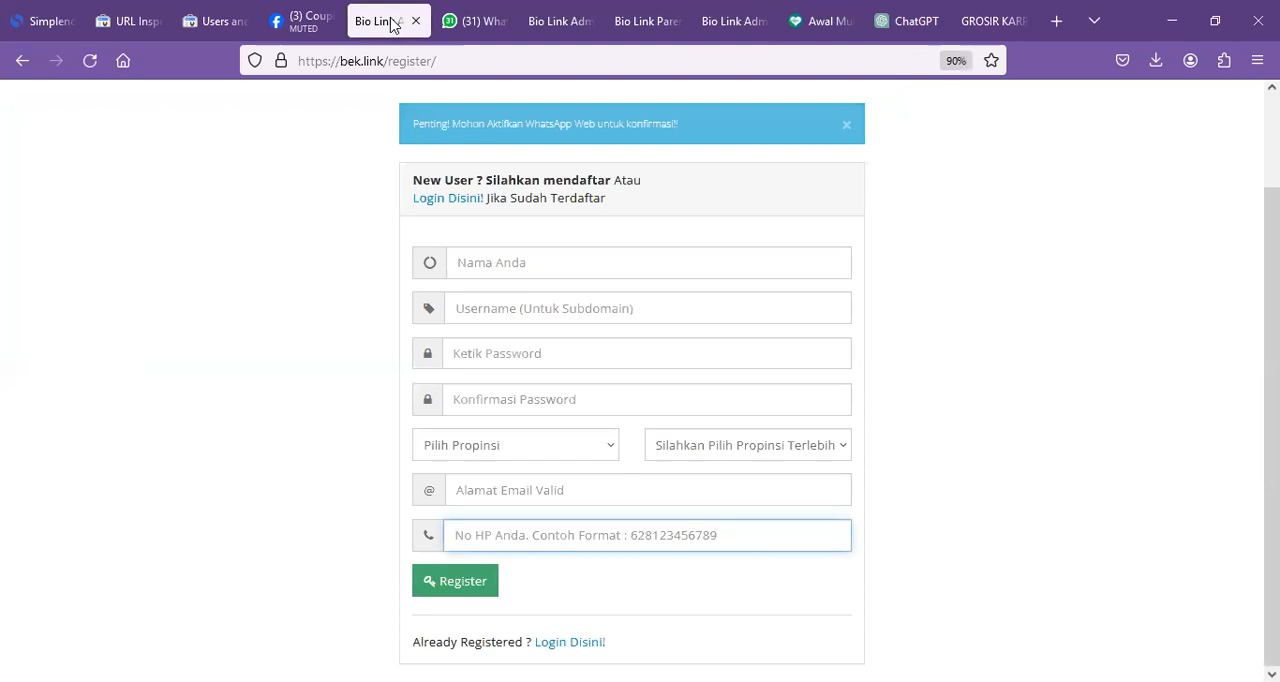 Simplenc
URL Insp
Users and
(3) Coupl
MUTED
Bio Link A
(31) Wha
Bio Link Adm
Bio Link Pare
Bio Link Adm
Awal Mu
ChatGPT
GROSIR KARP
https://bek.link/register/
90%
Penting! Mohon Aktifkan WhatsApp Web untuk konfirmasi!!
×
New User ? Silahkan mendaftar Atau
Login Disini! Jika Sudah Terdaftar
Nama Anda
Username (Untuk Subdomain)
Ketik Password
Konfirmasi Password
Pilih Propinsi
Silahkan Pilih Propinsi Terlebih
@ Alamat Email Valid
No HP Anda. Contoh Format : 628123456789
Register
Already Registered ? Login Disini!